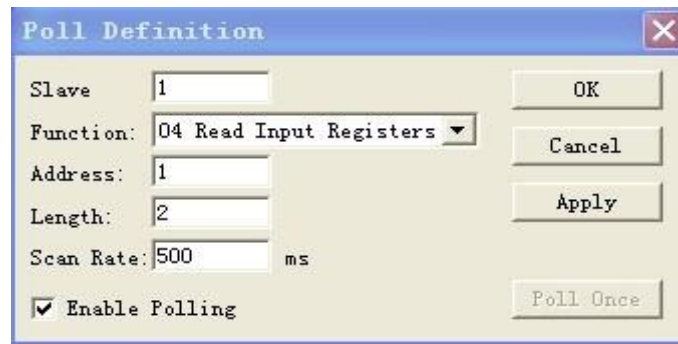 Poll Definition
Slave 1
OK
Function: 04 Read Input Registers
Cancel
Address: 1
Apply
Length: 2
Scan Rate: 500 ms
Enable Polling
Poll Once